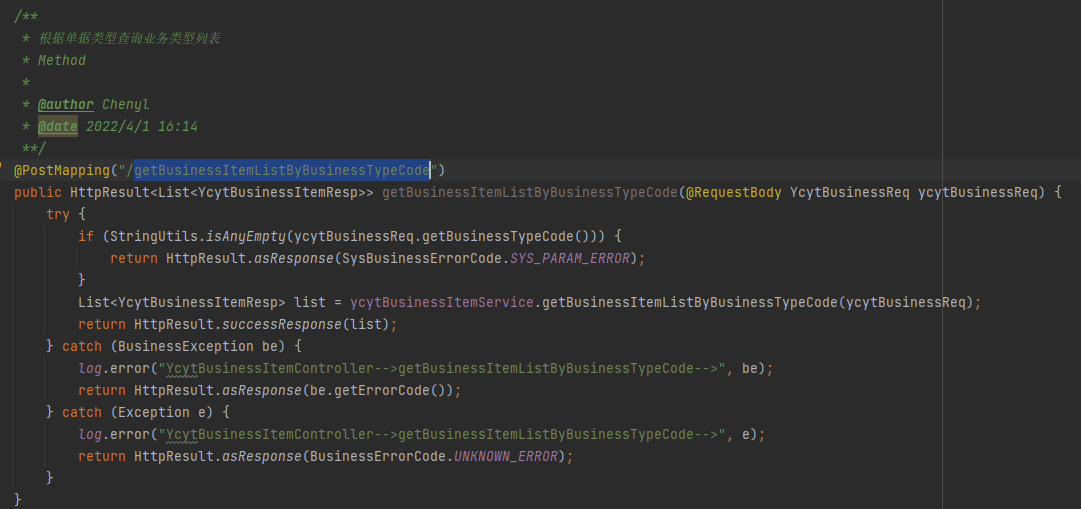 /**
 * 根据单据类型查询业务类型列表
 * Method
 *
 * @author Chenyl
 * @date 2022/4/1 16:14
 **/
@PostMapping("/getBusinessItemListByBusinessTypeCode")
public HttpResult<List<YcytBusinessItemResp>> getBusinessItemListByBusinessTypeCode(@RequestBody YcytBusinessReq ycytBusinessReq) {
    try {
        if (StringUtils.isAnyEmpty(ycytBusinessReq.getBusinessTypeCode())) {
            return HttpResult.asResponse(SysBusinessErrorCode.SYS_PARAM_ERROR);
        }
        List<YcytBusinessItemResp> list = ycytBusinessItemService.getBusinessItemListByBusinessTypeCode(ycytBusinessReq);
        return HttpResult.successResponse(list);
    } catch (BusinessException be) {
        log.error("YcytBusinessItemController-->getBusinessItemListByBusinessTypeCode-->", be);
        return HttpResult.asResponse(be.getErrorCode());
    } catch (Exception e) {
        log.error("YcytBusinessItemController-->getBusinessItemListByBusinessTypeCode-->", e);
        return HttpResult.asResponse(BusinessErrorCode.UNKNOWN_ERROR);
    }
}